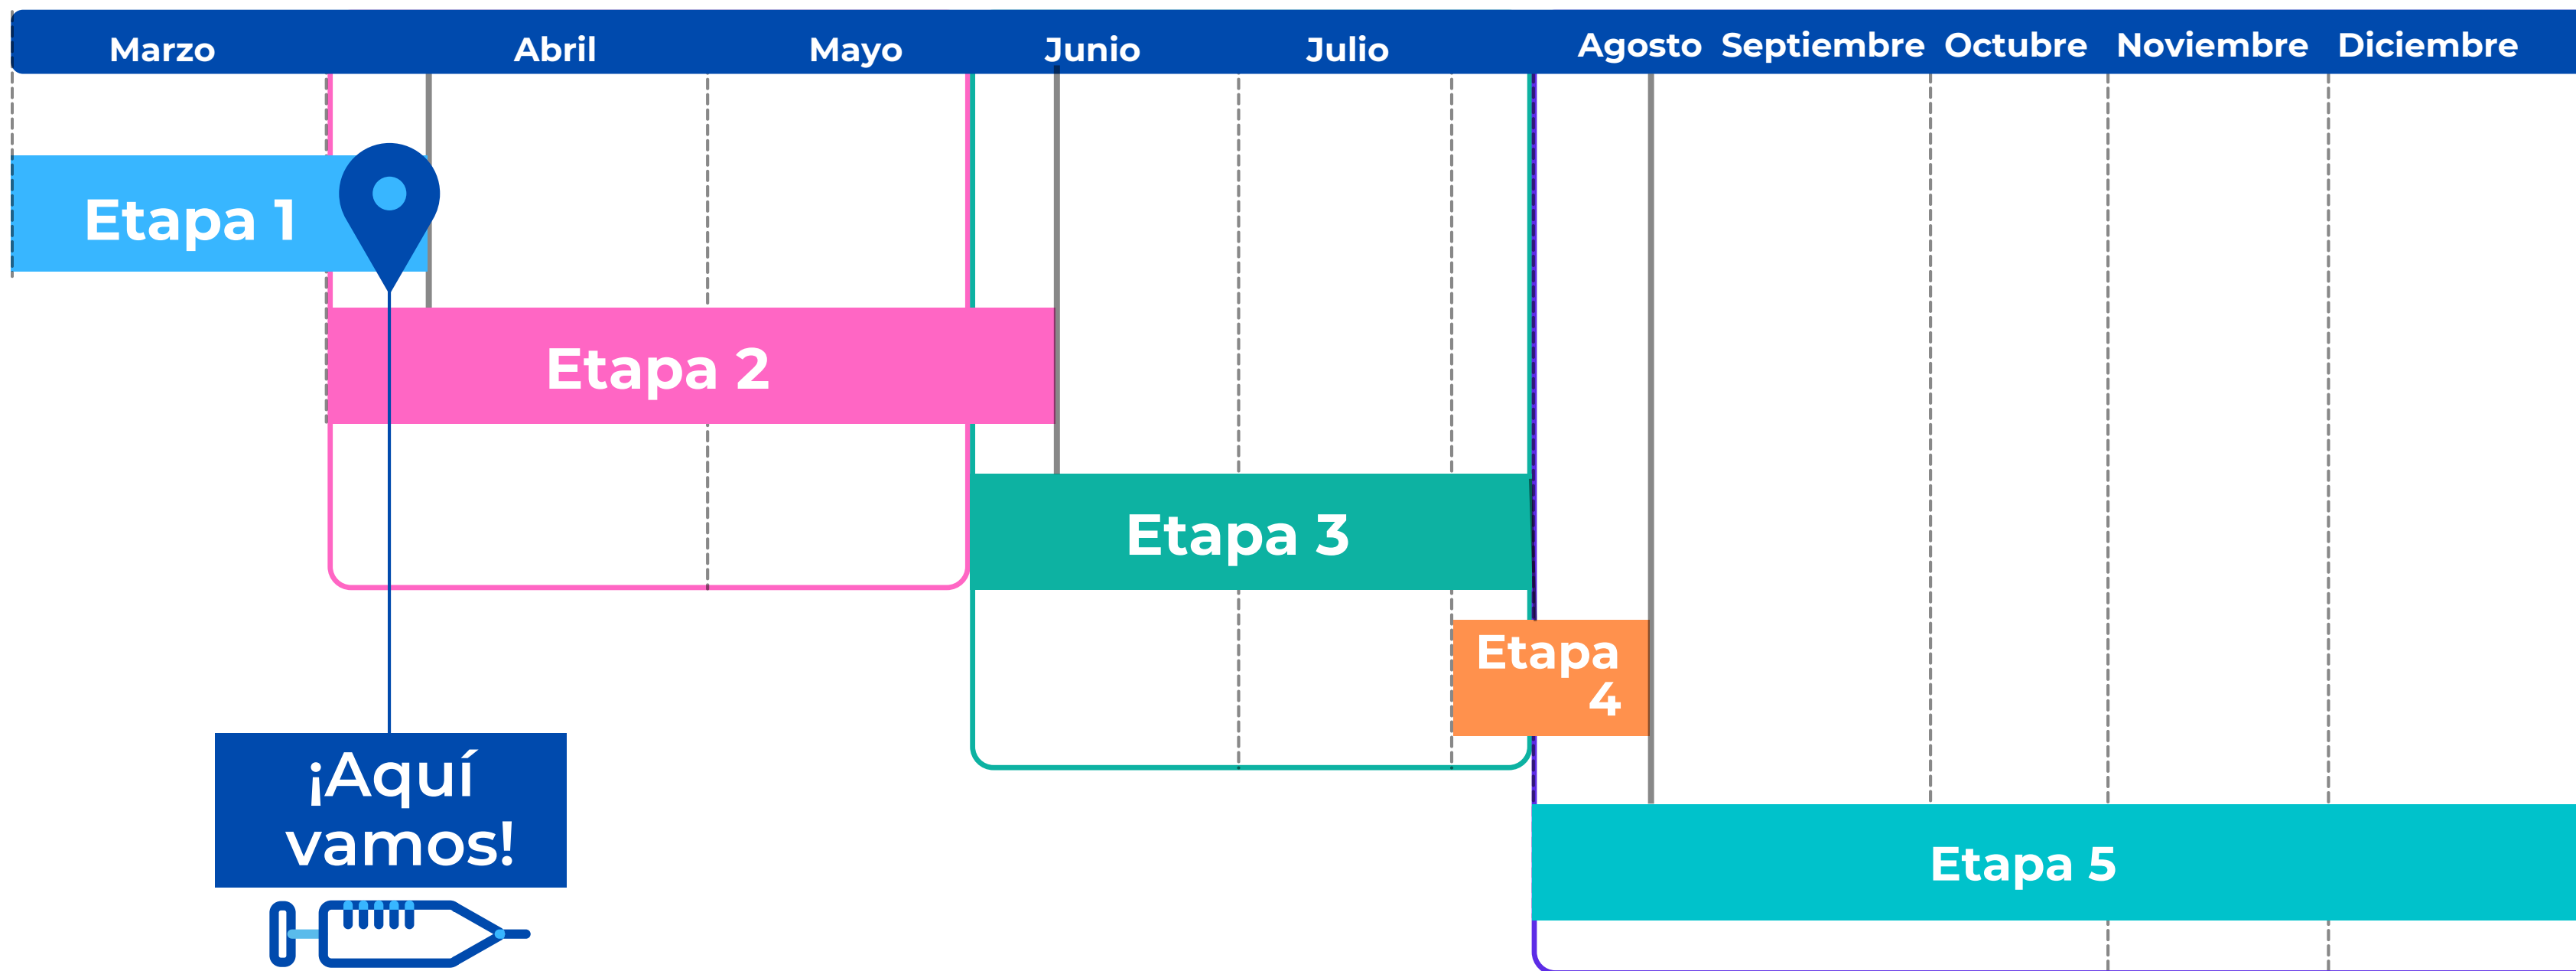 Marzo Abril Mayo Junio Julio Agosto Septiembre Octubre Noviembre Diciembre
Etapa 1
Etapa 2
Etapa 3
Etapa
4
¡Aquí
vamos!
Etapa 5